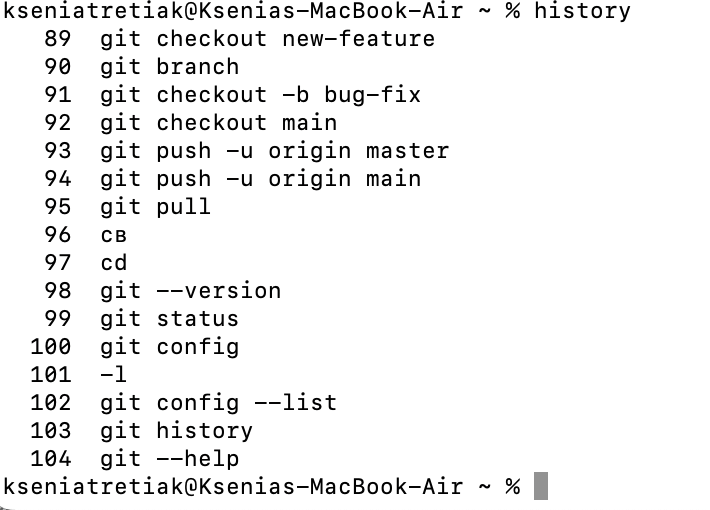 kseniatretiak@Ksenias-MacBook-Air ~ % history
89 git checkout new-feature
90 git branch
91 git checkout -b bug-fix
92 git checkout main
93 git push -u origin master
94 git push -u origin main
95 git pull
96 св
97 cd
98 git --version
99 git status
100 git config
101 -l
102 git config --list
103 git history
104 git --help
kseniatretiak@Ksenias-MacBook-Air ~ %